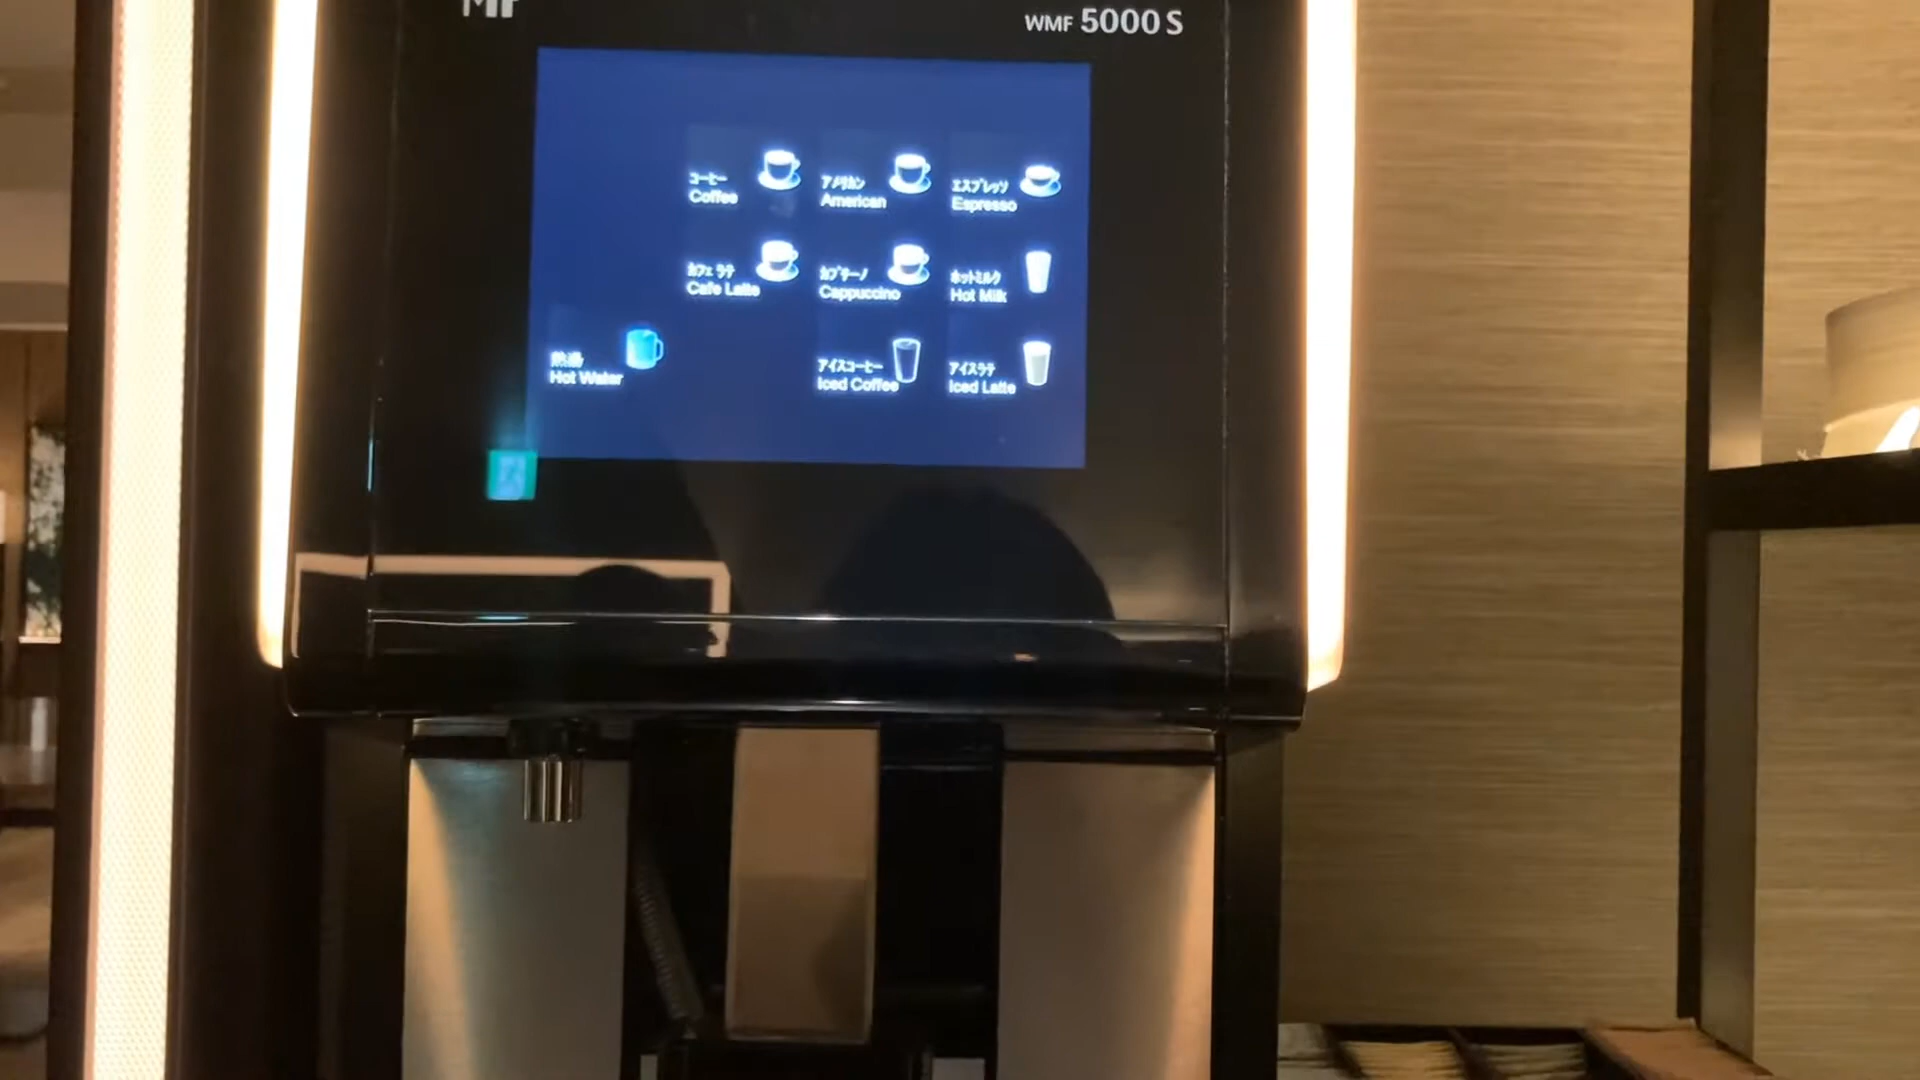 WMF 5000 S
コーヒー
Coffee
アメリカン
American
エスプレッソ
Espresso
カフェ ラテ
Cafe Latte
カプチーノ
Cappuccino
ホットミルク
Hot Milk
熱湯
Hot Water
アイスコーヒー
Iced Coffee
アイスラテ
Iced Latte